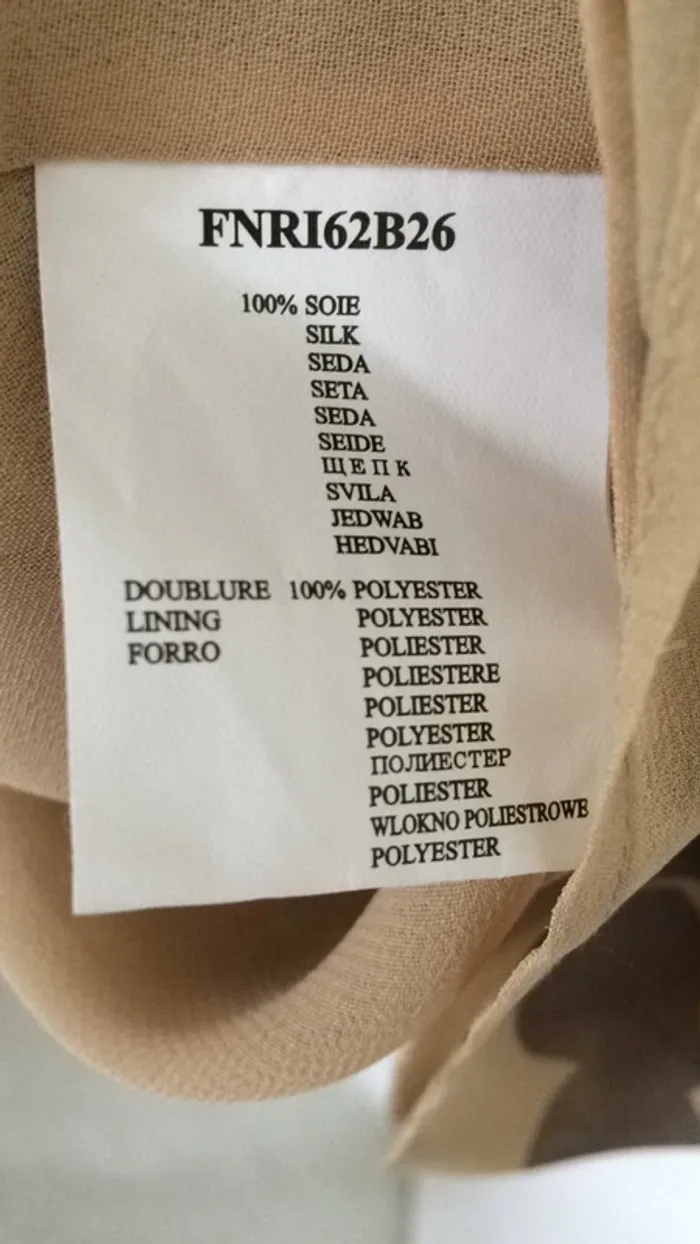 FNRI62B26
100% SOIE
SILK
SEDA
SETA
SEDA
SEIDE
ЩЕПК
SVILA
JEDWAB
HEDVABI
DOUBLURE 100% POLYESTER
LINING POLYESTER
FORRO POLIESTER
POLIESTERE
POLIESTER
POLYESTER
ПОЛИЕСТЕР
POLIESTER
WLOKNO POLIESTROWE
POLYESTER